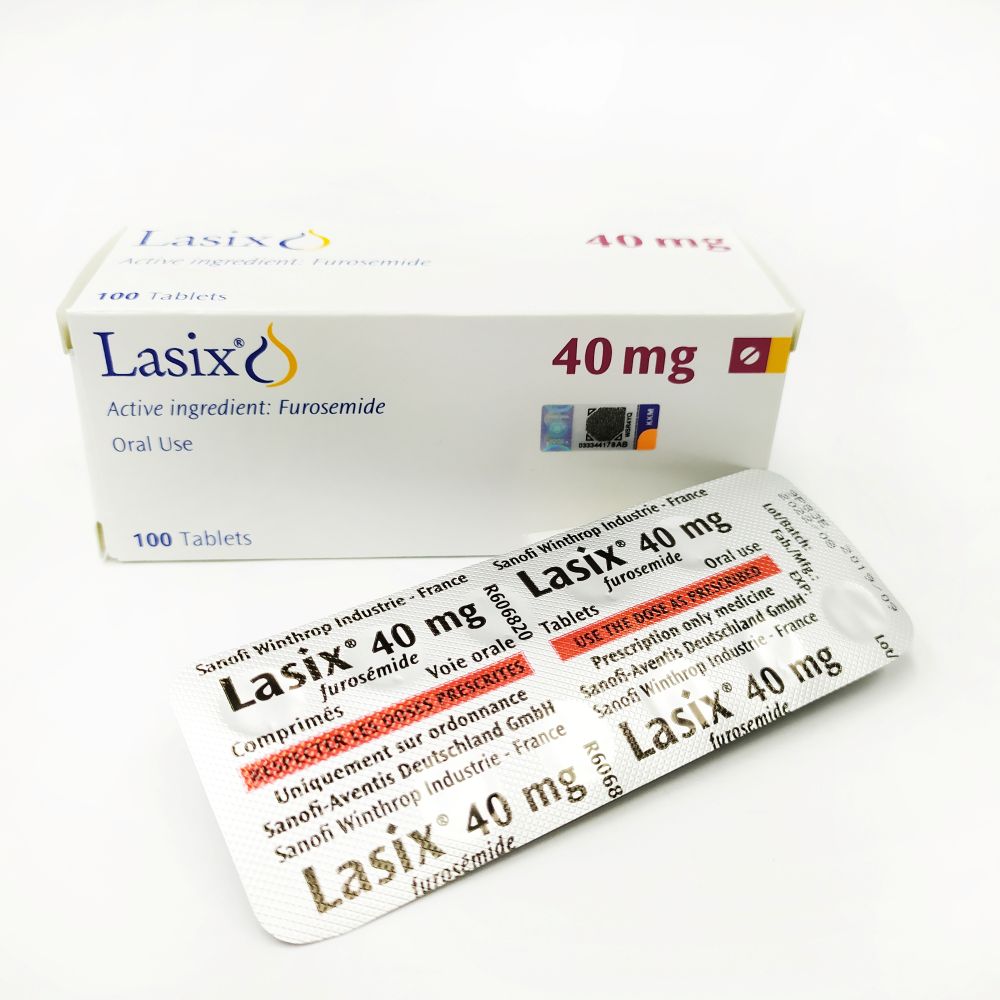 Lasix
40 mg
Active ingredient: Furosemide
100 Tablets
Lasix®
40 mg
Active ingredient: Furosemide
Oral Use
100 Tablets
KKM
033344178AB
Sanofi Winthrop Industrie - France
Lasix® 40 mg
furosémide
Comprimés Voie orale
RESPECTER LES DOSES PRESCRITES
Uniquement sur ordonnance
Sanofi-Aventis Deutschland GmbH
Sanofi Winthrop Industrie - France
Lasix® 40 mg
furosémide
R606820
R6068
Sanofi Winthrop Industrie - France
Lasix® 40 mg
furosemide
Tablets Oral use
USE THE DOSE AS PRESCRIBED
Prescription only medicine
Sanofi-Aventis Deutschland GmbH
Sanofi Winthrop Industrie - France
Lasix® 40 mg
furosemide
Lot/Batch:
Fab./Mfg.:
EXP.:
Lot/